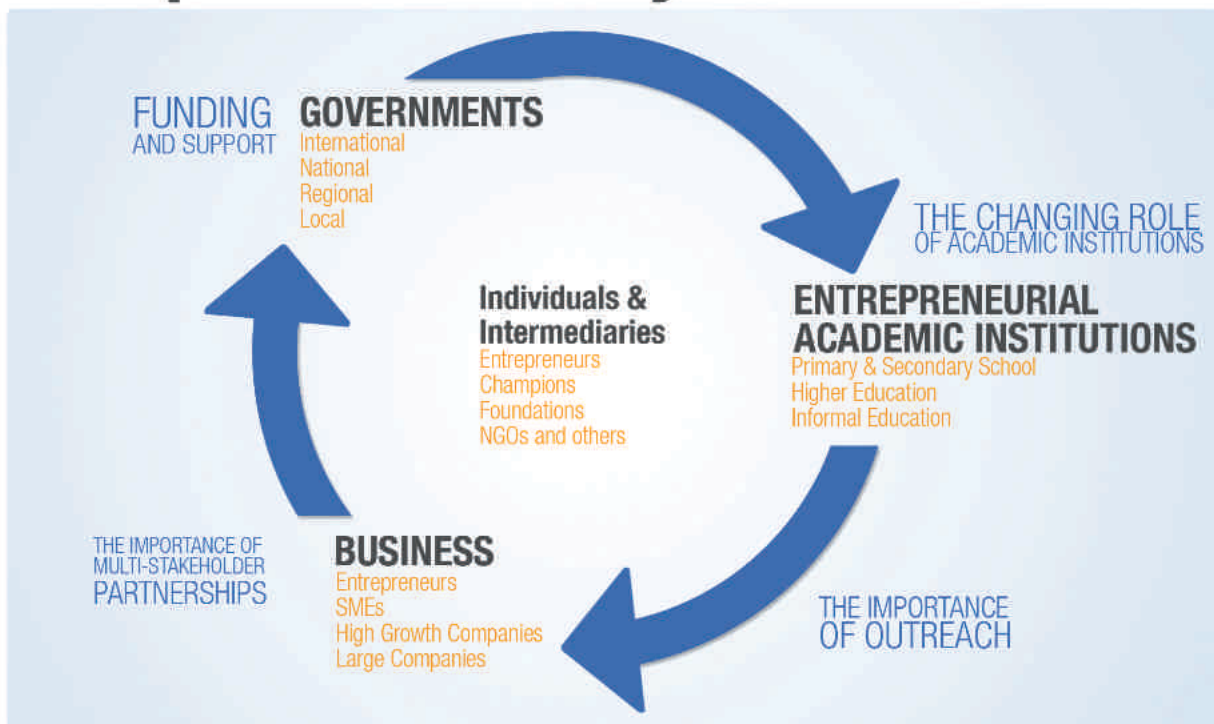 FUNDING
AND SUPPORT
GOVERNMENTS
International
National
Regional
Local
THE CHANGING ROLE
OF ACADEMIC INSTITUTIONS
ENTREPRENEURIAL
ACADEMIC INSTITUTIONS
Primary & Secondary School
Higher Education
Informal Education
Individuals &
Intermediaries
Entrepreneurs
Champions
Foundations
NGOs and others
THE IMPORTANCE OF
MULTI-STAKEHOLDER
PARTNERSHIPS
BUSINESS
Entrepreneurs
SMEs
High Growth Companies
Large Companies
THE IMPORTANCE
OF OUTREACH